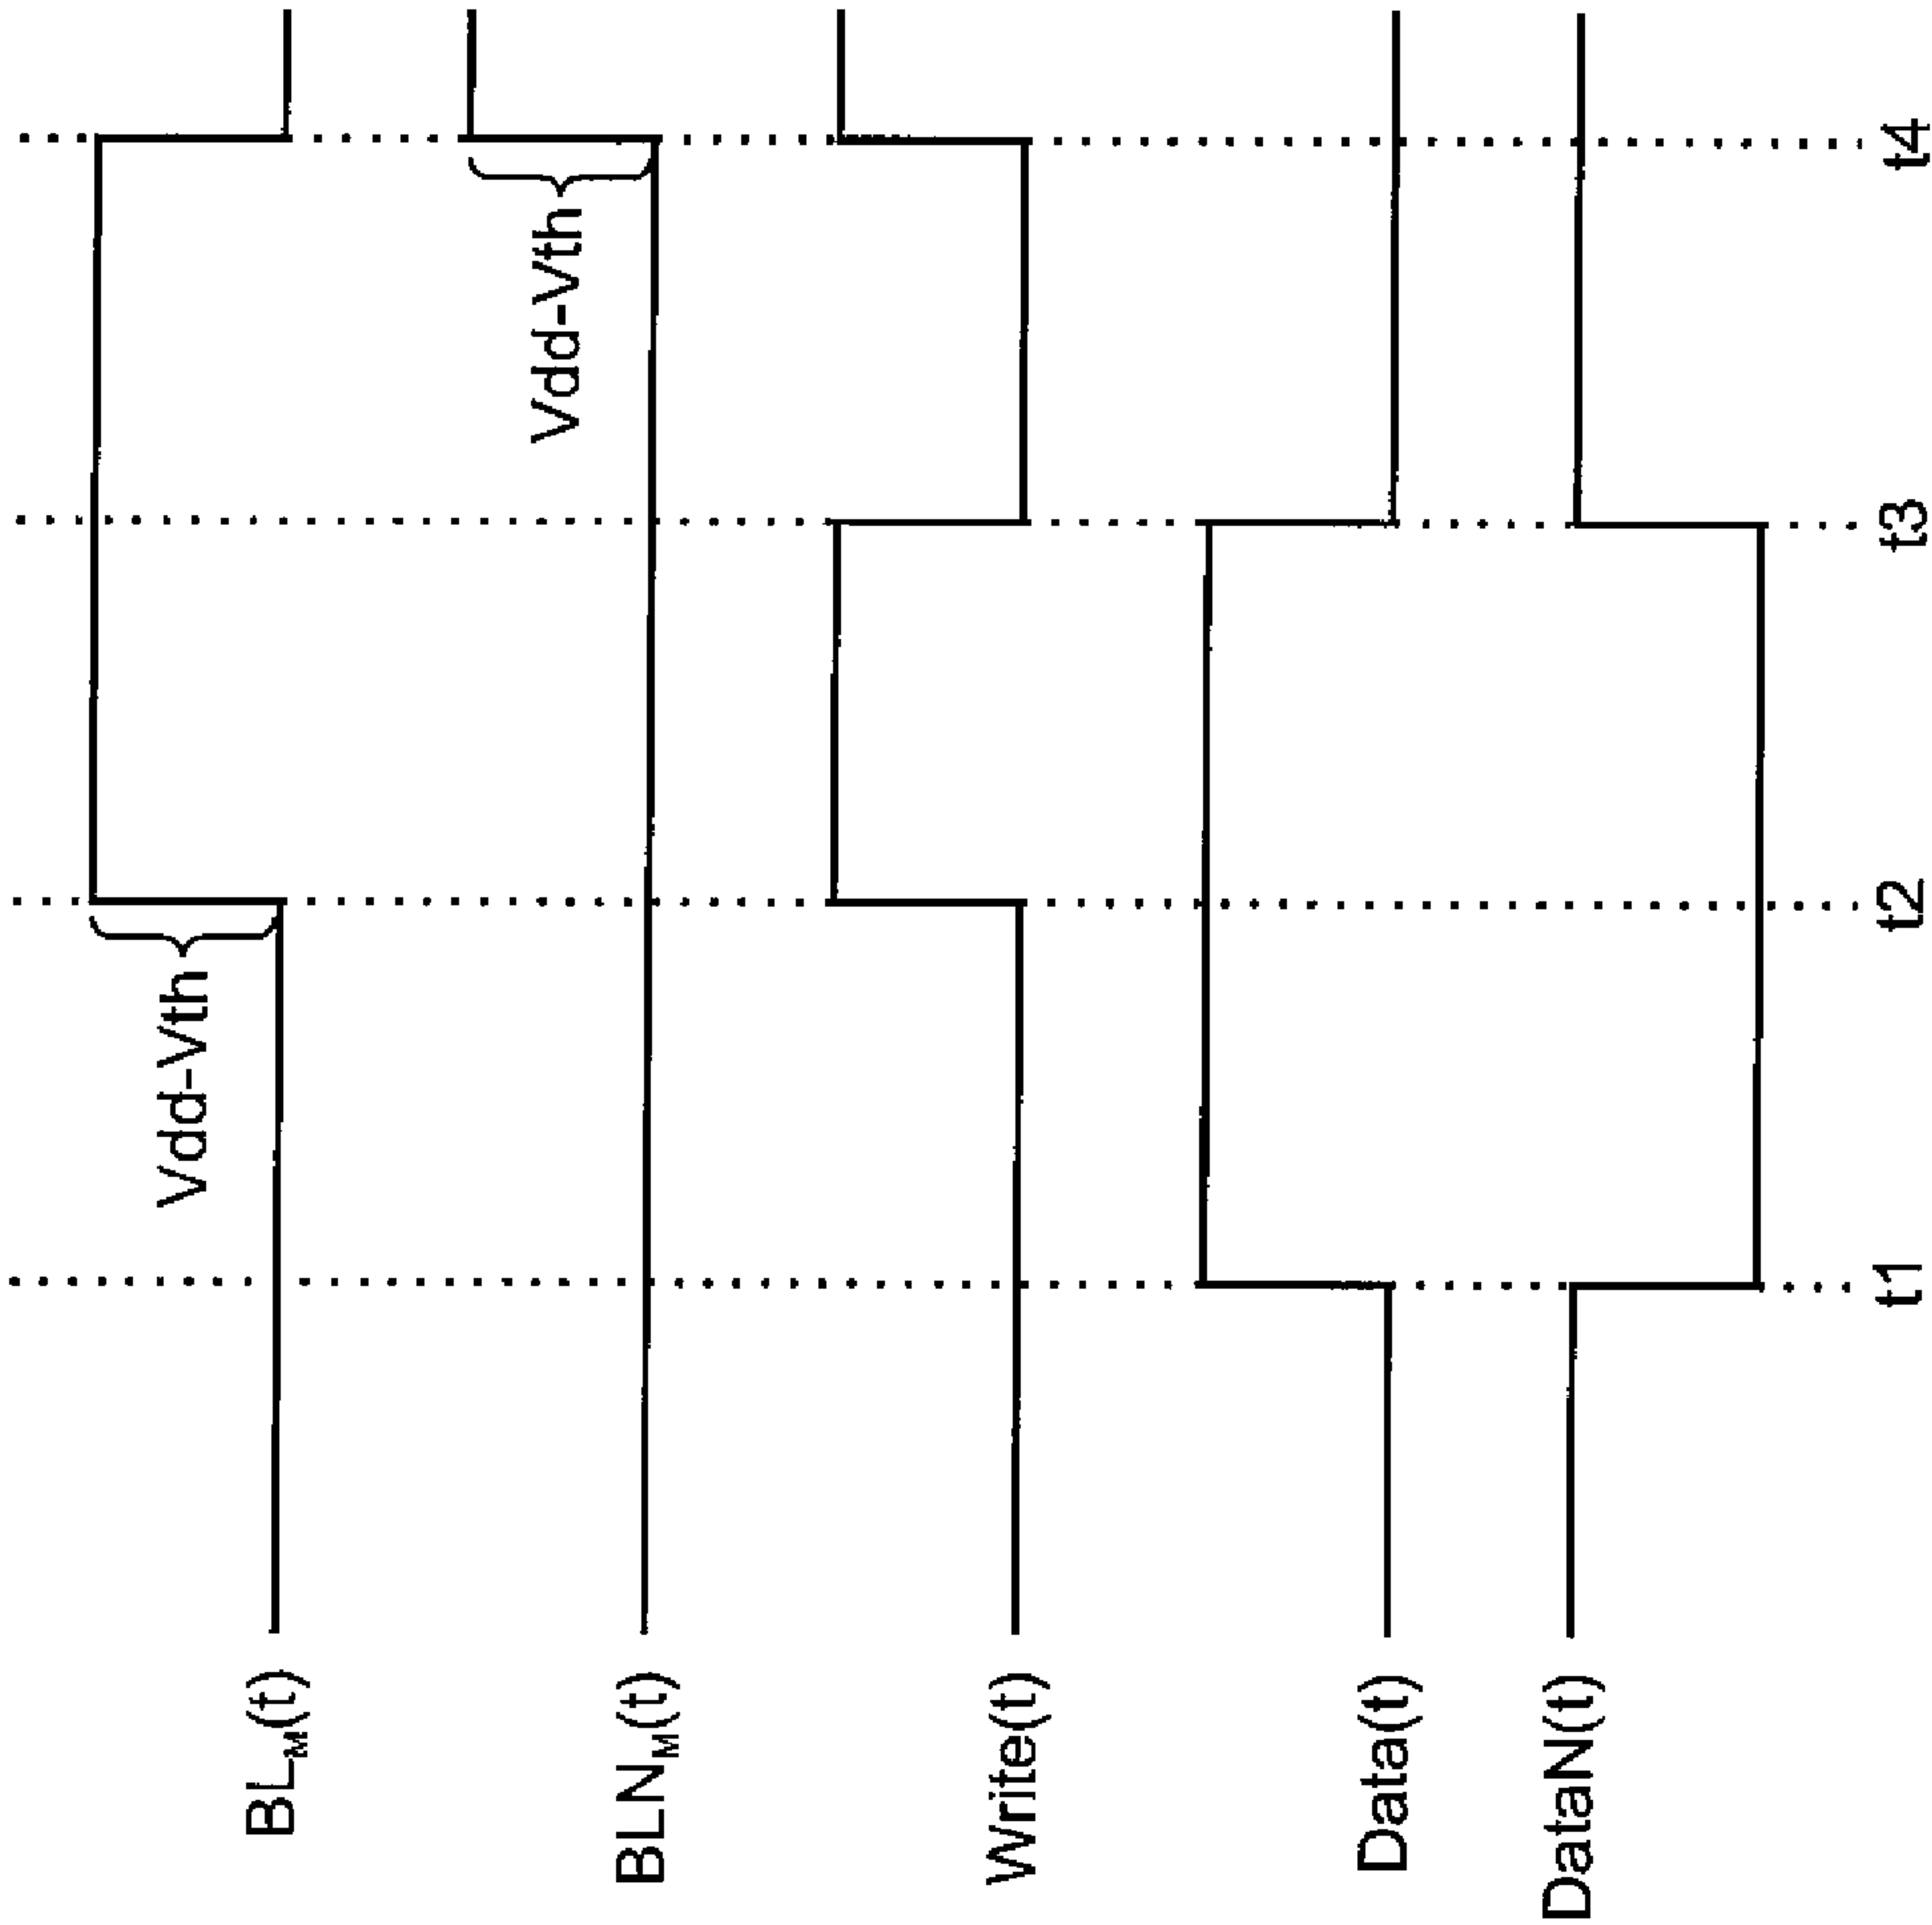 BL_M(t)
Vdd-Vth
BLN_M(t)
Vdd-Vth
Write(t)
Data(t)
DataN(t)
t1
t2
t3
t4